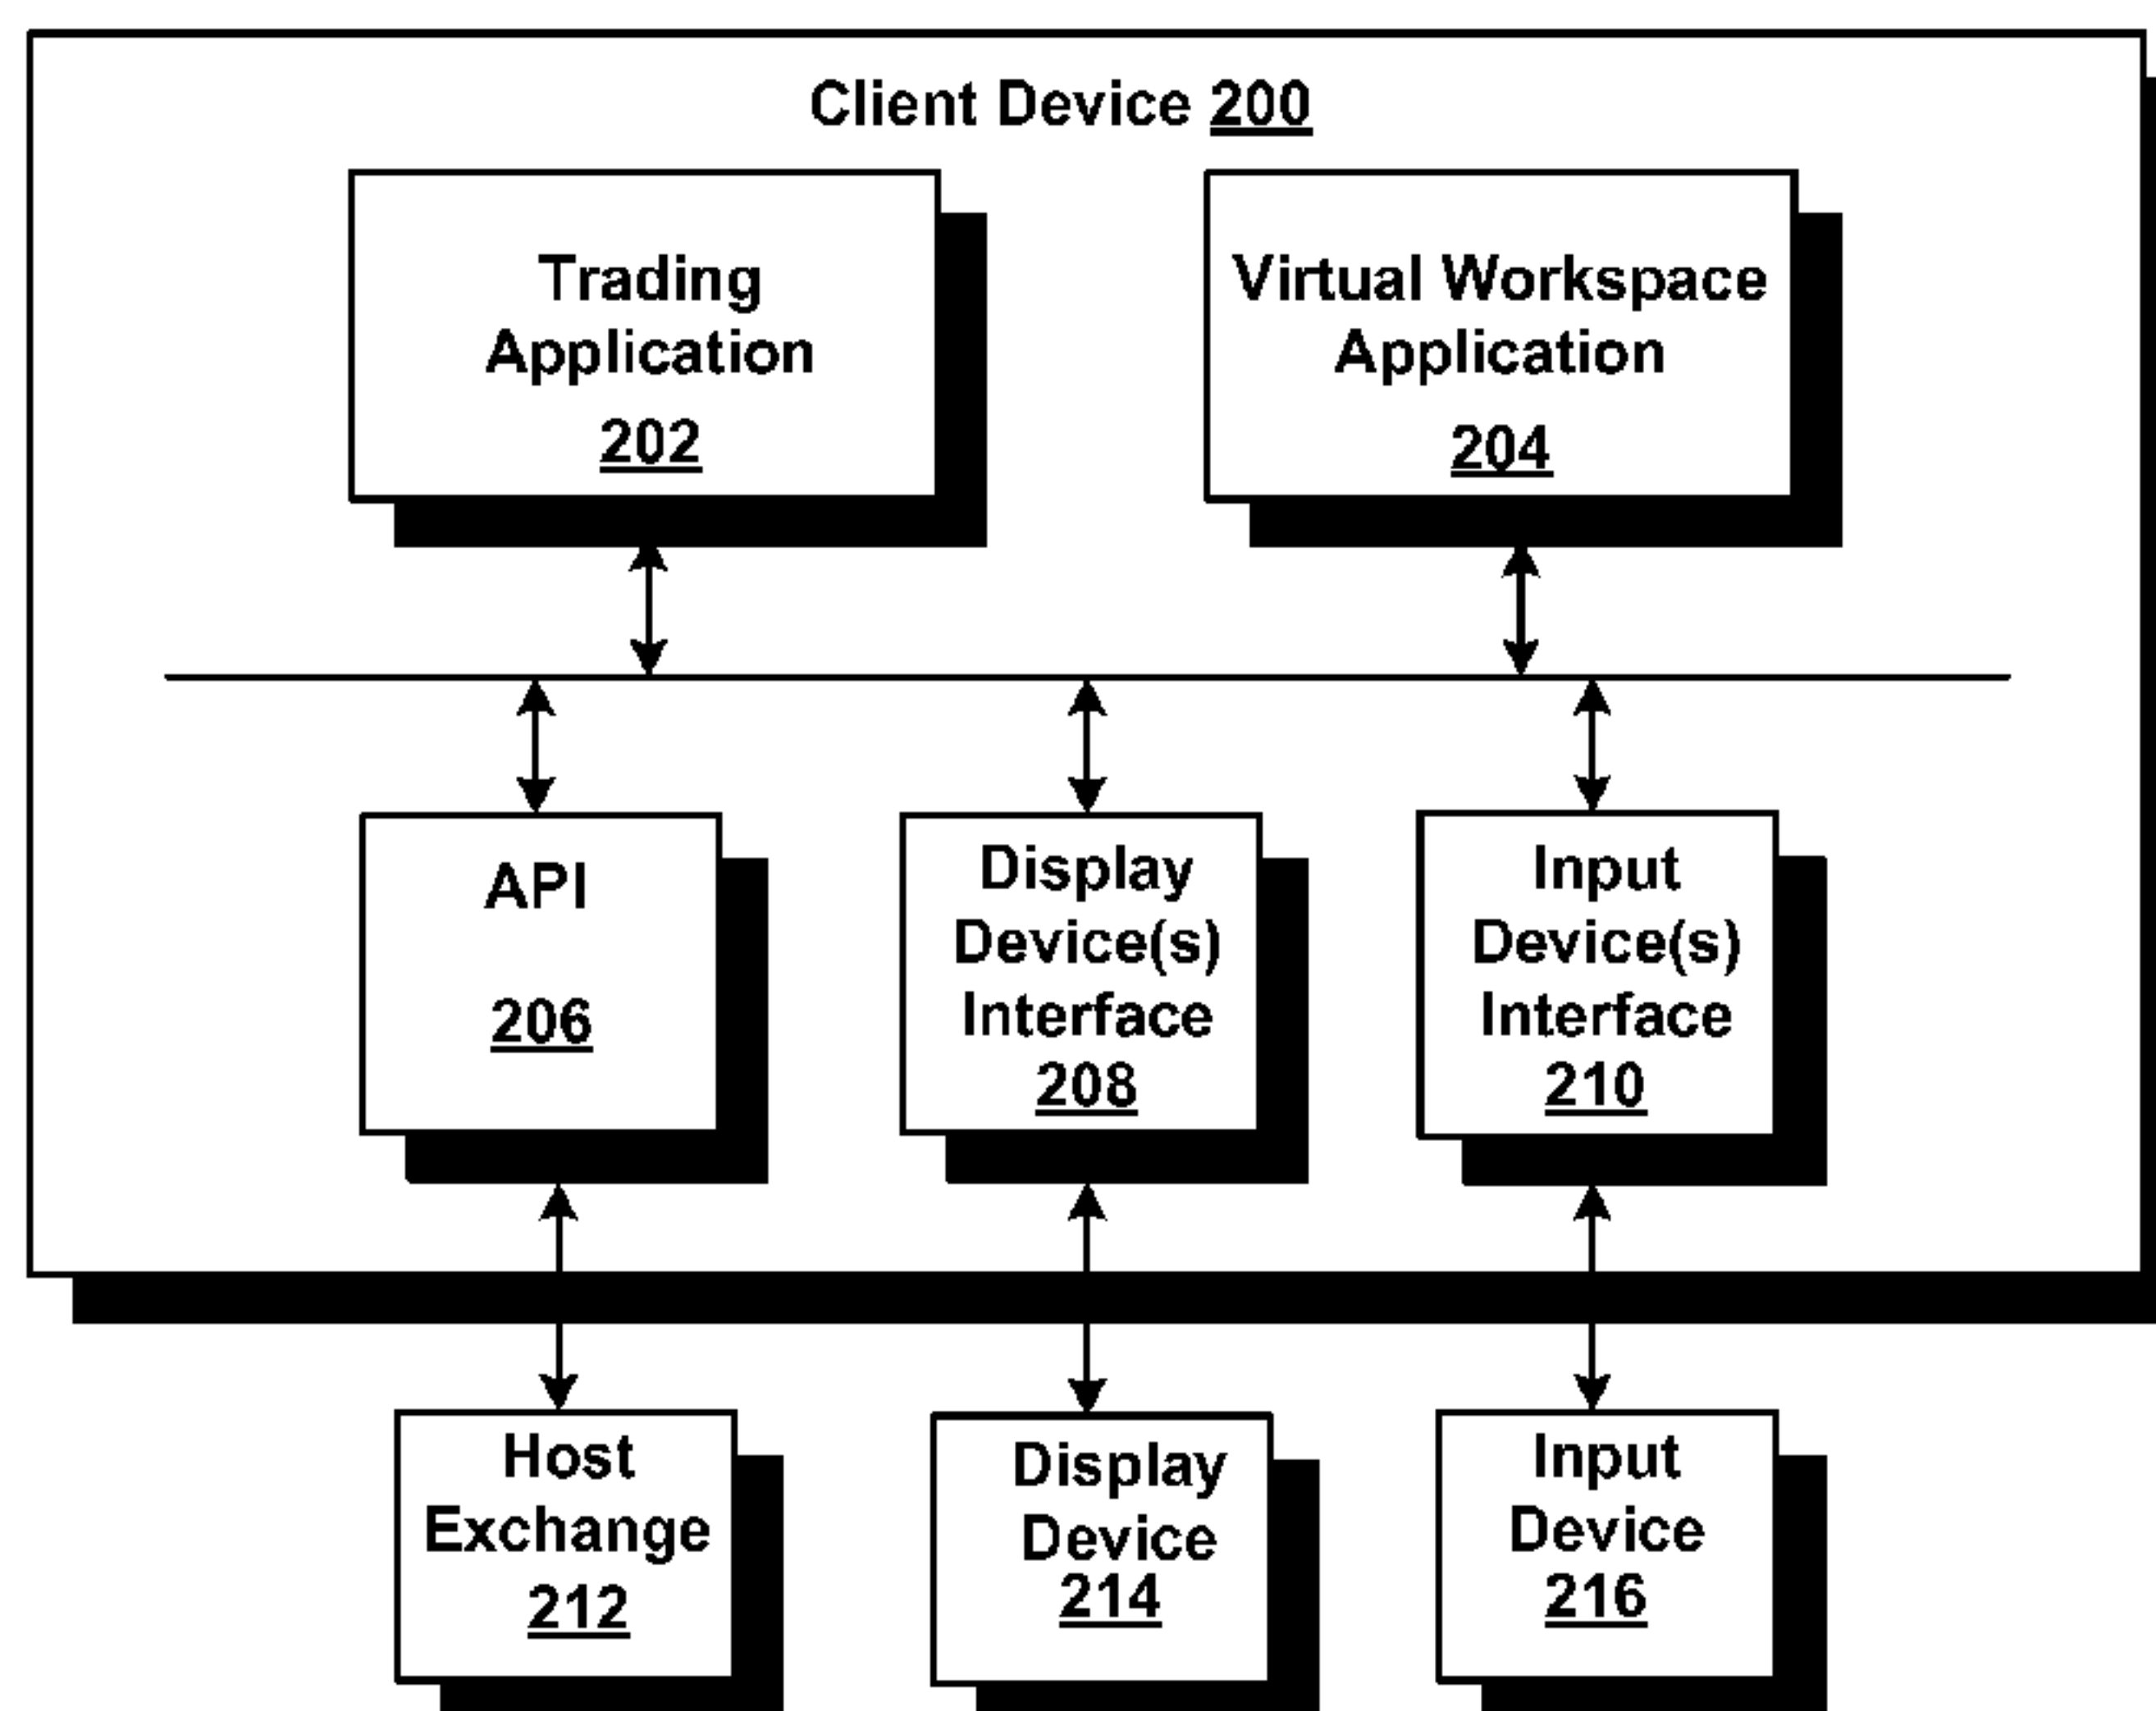 Client Device 200
Trading
Application
202
Virtual Workspace
Application
204
API
206
Display
Device(s)
Interface
208
Input
Device(s)
Interface
210
Host
Exchange
212
Display
Device
214
Input
Device
216